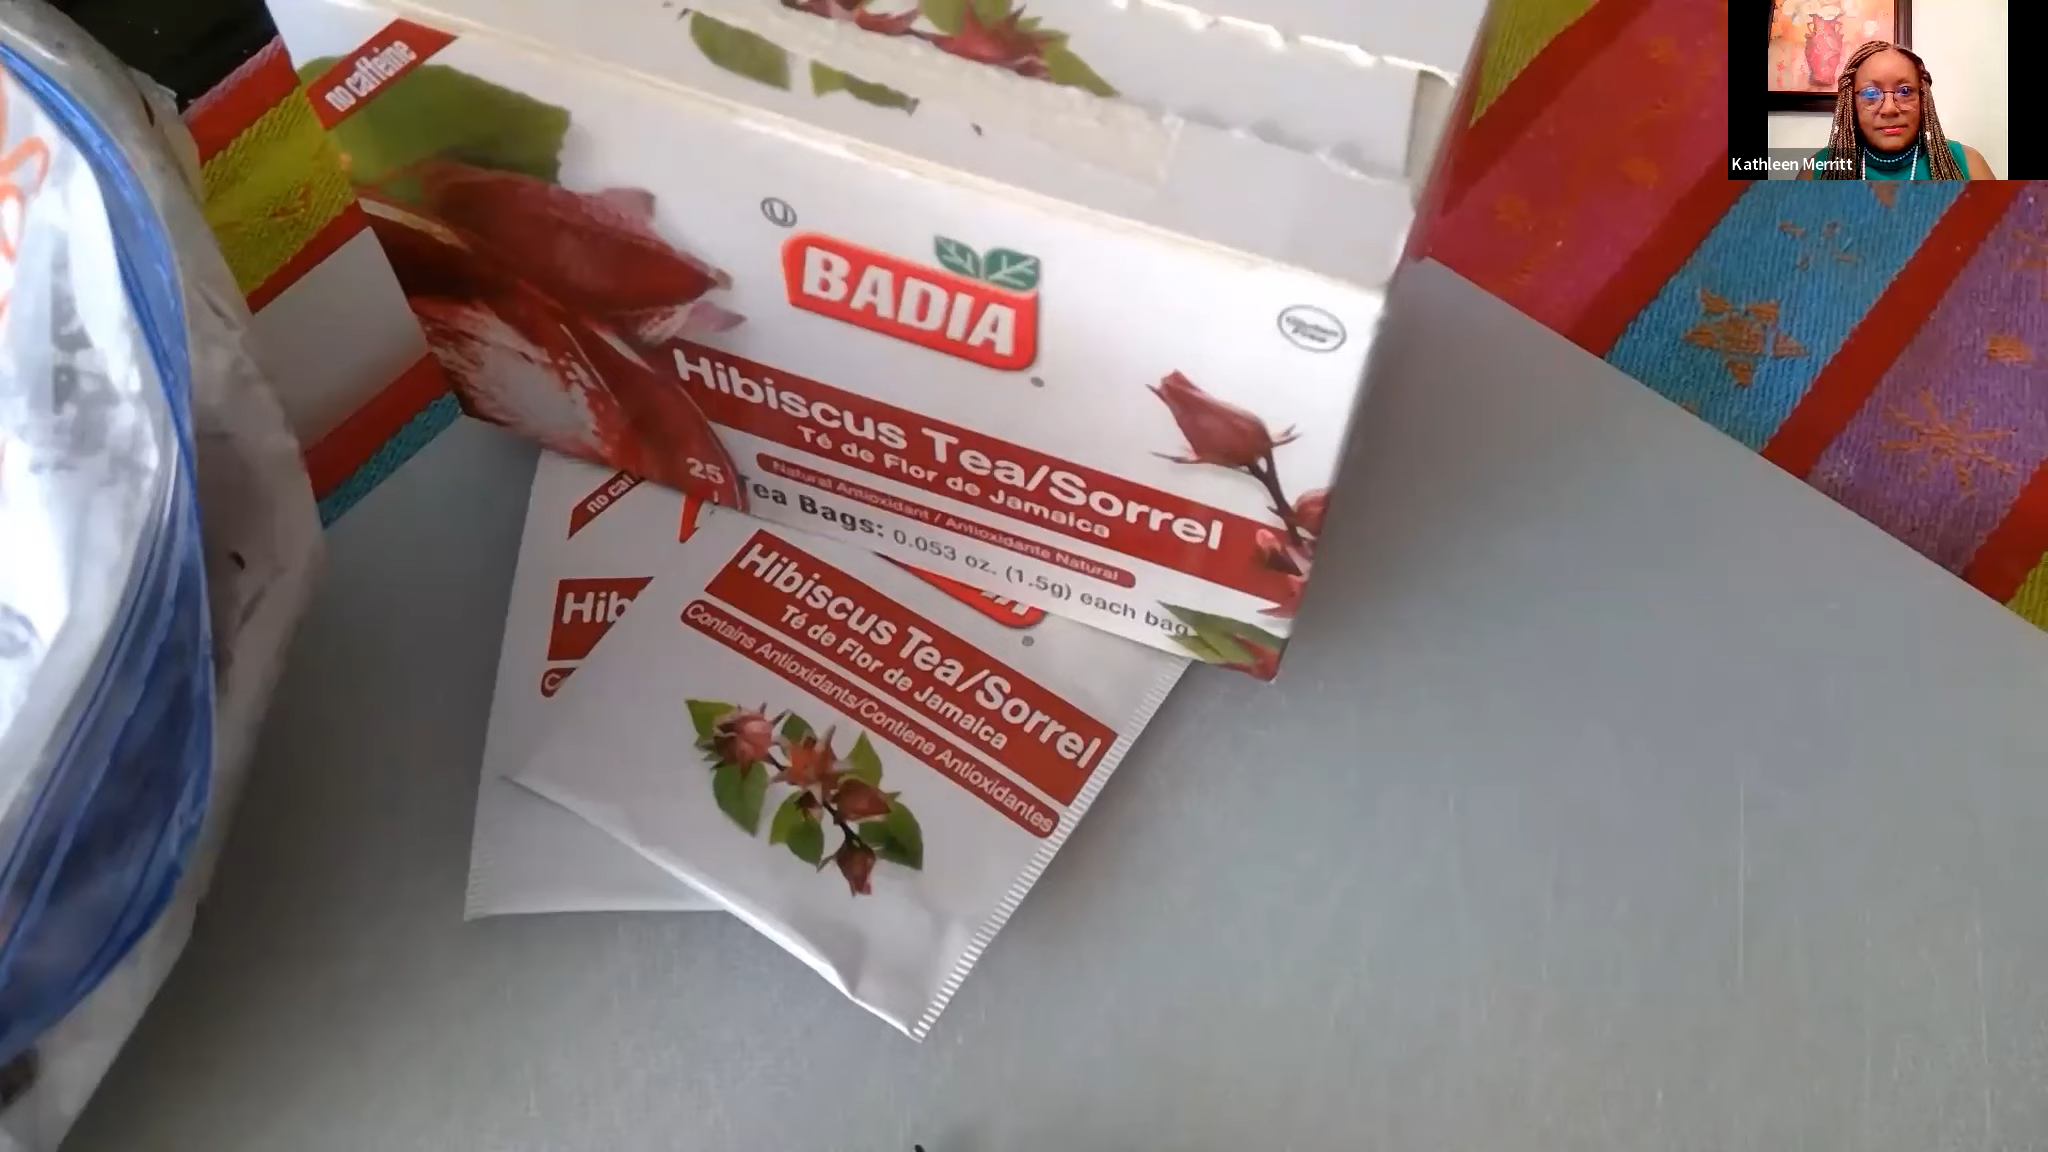 Kathleen Merritt
no caffeine
U
BADIA
Hibiscus Tea/Sorrel
Té de Flor de Jamaica
Natural Antioxidant / Antioxidante Natural
25 Tea Bags: 0.053 oz. (1.5g) each bag
no caf
Hib
Hibiscus Tea/Sorrel
Té de Flor de Jamaica
Contains Antioxidants/Contiene Antioxidantes